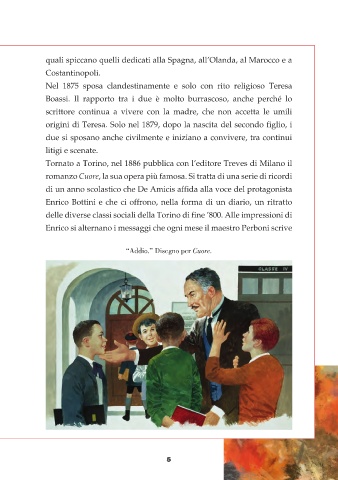 quali spiccano quelli dedicati alla Spagna, all’Olanda, al Marocco e a
Costantinopoli.
Nel 1875 sposa clandestinamente e solo con rito religioso Teresa
Boassi. Il rapporto tra i due è molto burrascoso, anche perché lo
scrittore continua a vivere con la madre, che non accetta le umili
origini di Teresa. Solo nel 1879, dopo la nascita del secondo figlio, i
due si sposano anche civilmente e iniziano a convivere, tra continui
litigi e scenate.
Tornato a Torino, nel 1886 pubblica con l’editore Treves di Milano il
romanzo Cuore, la sua opera più famosa. Si tratta di una serie di ricordi
di un anno scolastico che De Amicis affida alla voce del protagonista
Enrico Bottini e che ci offrono, nella forma di un diario, un ritratto
delle diverse classi sociali della Torino di fine ’800. Alle impressioni di
Enrico si alternano i messaggi che ogni mese il maestro Perboni scrive
“Addio.” Disegno per Cuore.
CLASSE IV
5